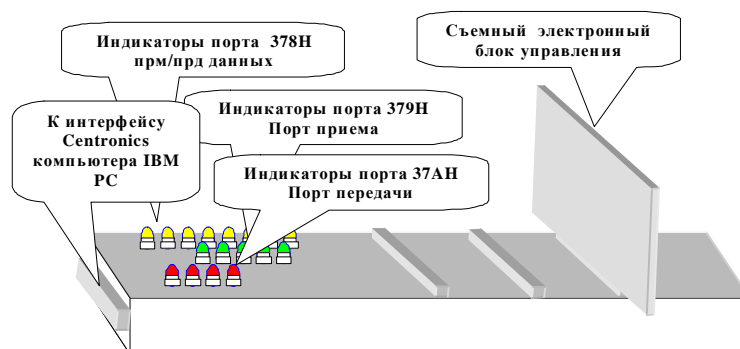 Индикаторы порта 378Н
прм/прд данных
Съемный электронный
блок управления
Индикаторы порта 379Н
Порт приема
К интерфейсу
Centronics
компьютера IBM
PC
Индикаторы порта 37АН
Порт передачи